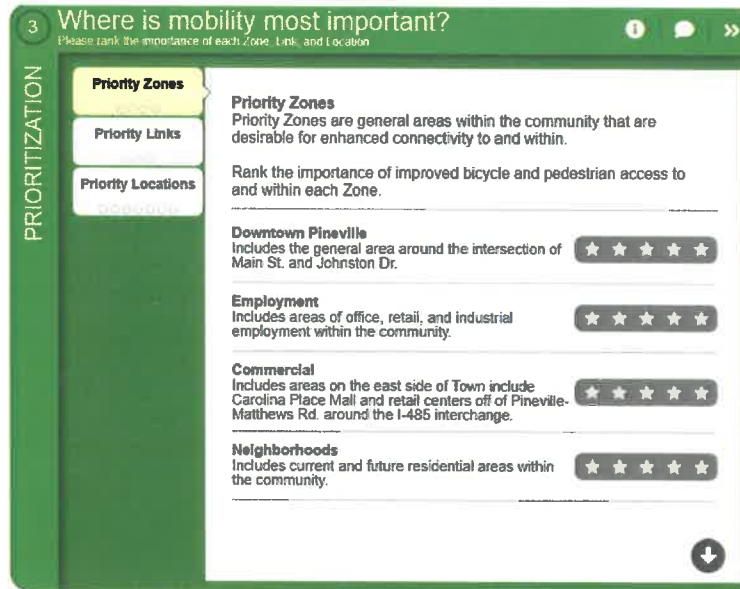 3
Where is mobility most important?
Please rank the importance of each Zone, Link, and Location
PRIORITIZATION
Priority Zones
Priority Links
Priority Locations
Priority Zones
Priority Zones are general areas within the community that are
desirable for enhanced connectivity to and within.
Rank the importance of improved bicycle and pedestrian access to
and within each Zone.
Downtown Pineville
Includes the general area around the intersection of
Main St. and Johnston Dr.
Employment
Includes areas of office, retail, and industrial
employment within the community.
Commercial
Includes areas on the east side of Town include
Carolina Place Mall and retail centers off of Pineville-
Matthews Rd. around the I-485 interchange.
Neighborhoods
Includes current and future residential areas within
the community.